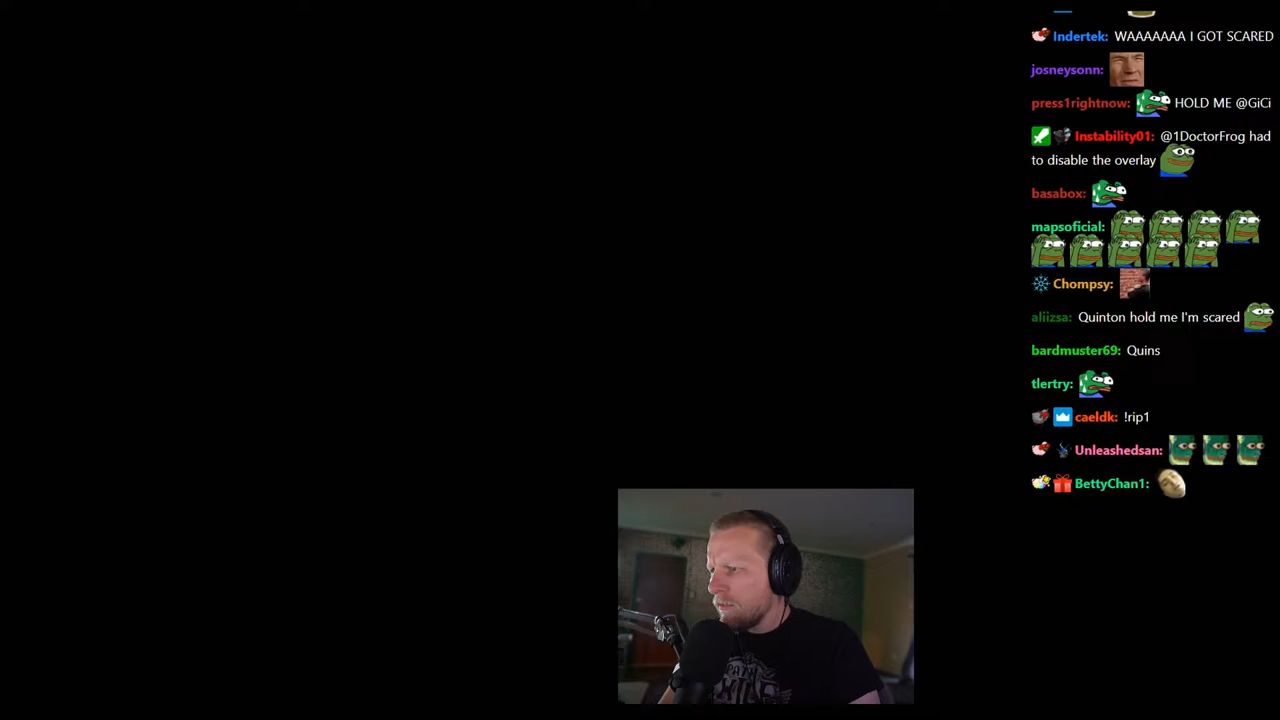 Indertek: WAAAAAAA I GOT SCARED
josneysonn:
press1rightnow: HOLD ME @GiCi
Instability01: @1DoctorFrog had
to disable the overlay
basabox:
mapsoficial:
Chompsy:
aliizsa: Quinton hold me I'm scared
bardmuster69: Quins
tlertry:
caeldk: !rip1
Unleashedsan:
BettyChan1:
PATH